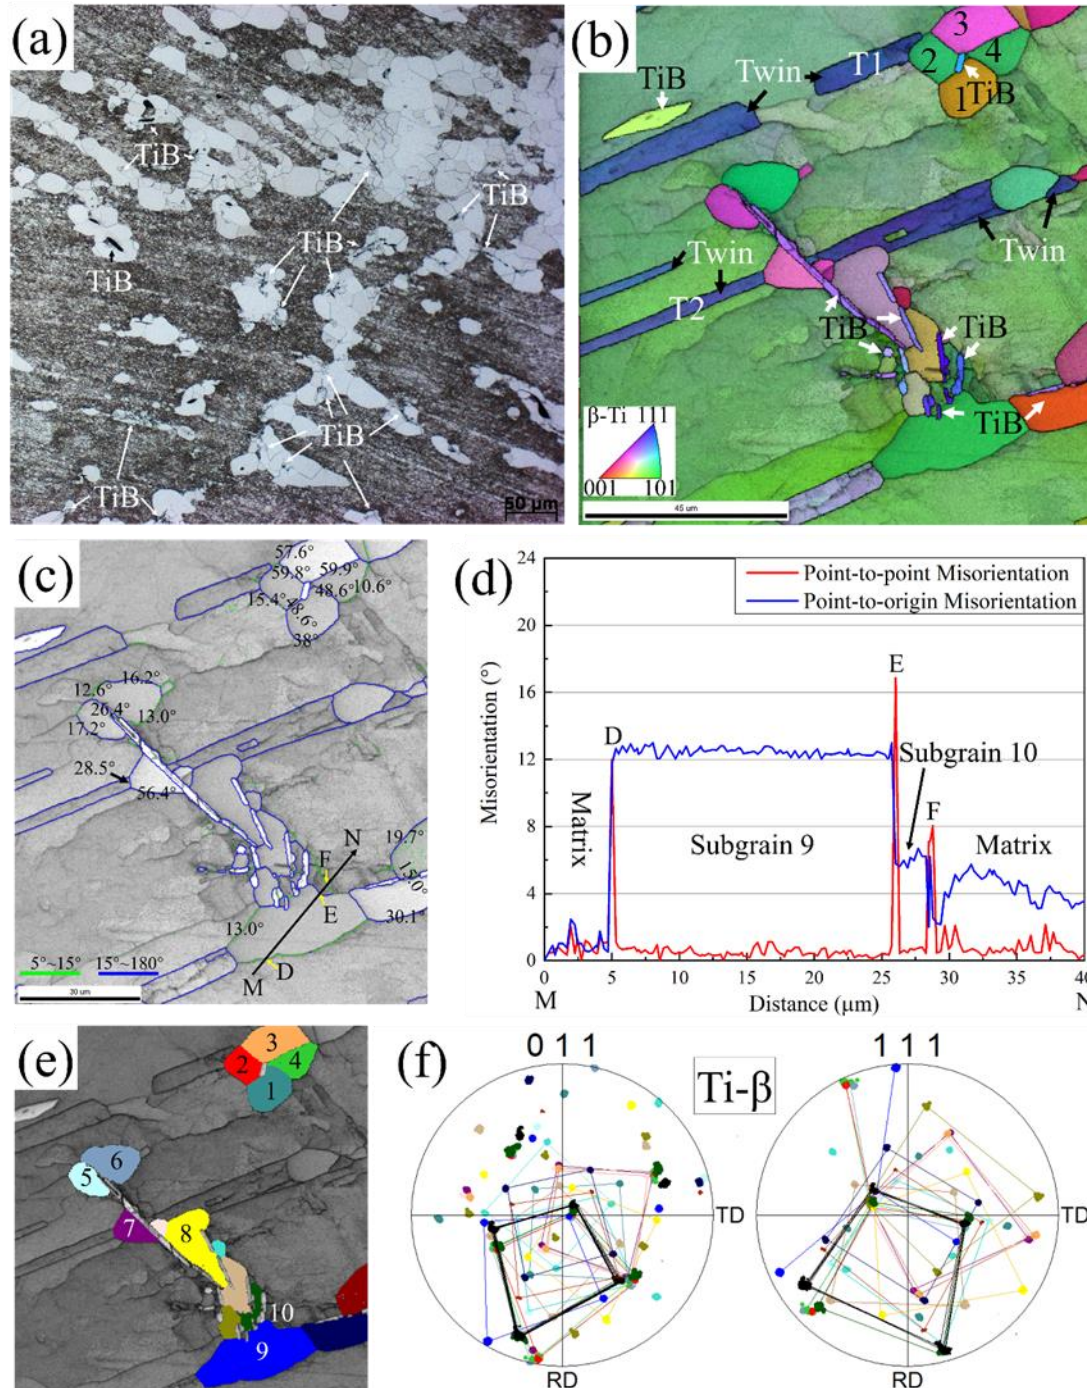 (a)
TiB
TiB
TiB
TiB
TiB
TiB
TiB
TiB
50 μm
(b)
3
2
4
T1
Twin
TiB
1
TiB
Twin
Twin
T2
TiB
TiB
TiB
β-Ti 111
001 101
45 um
(c)
57.6°
59.8°
59.9°
48.6°
10.6°
15.4°
48.6°
38°
16.2°
12.6°
26.4°
13.0°
17.2°
28.5°
56.4°
N
19.7°
F
15.0°
E
30.1°
13.0°
D
M
5°~15° 15°~180°
30 um
(d)
Point-to-point Misorientation
Point-to-origin Misorientation
Misorientation (°)
24
20
16
12
8
4
0
E
D
Subgrain 10
F
Matrix
Subgrain 9
Matrix
0 5 10 15 20 25 30 35 40
M Distance (μm) N
(e)
3
2
4
1
6
5
7
8
10
9
(f)
0 1 1
1 1 1
Ti-β
TD
TD
RD
RD